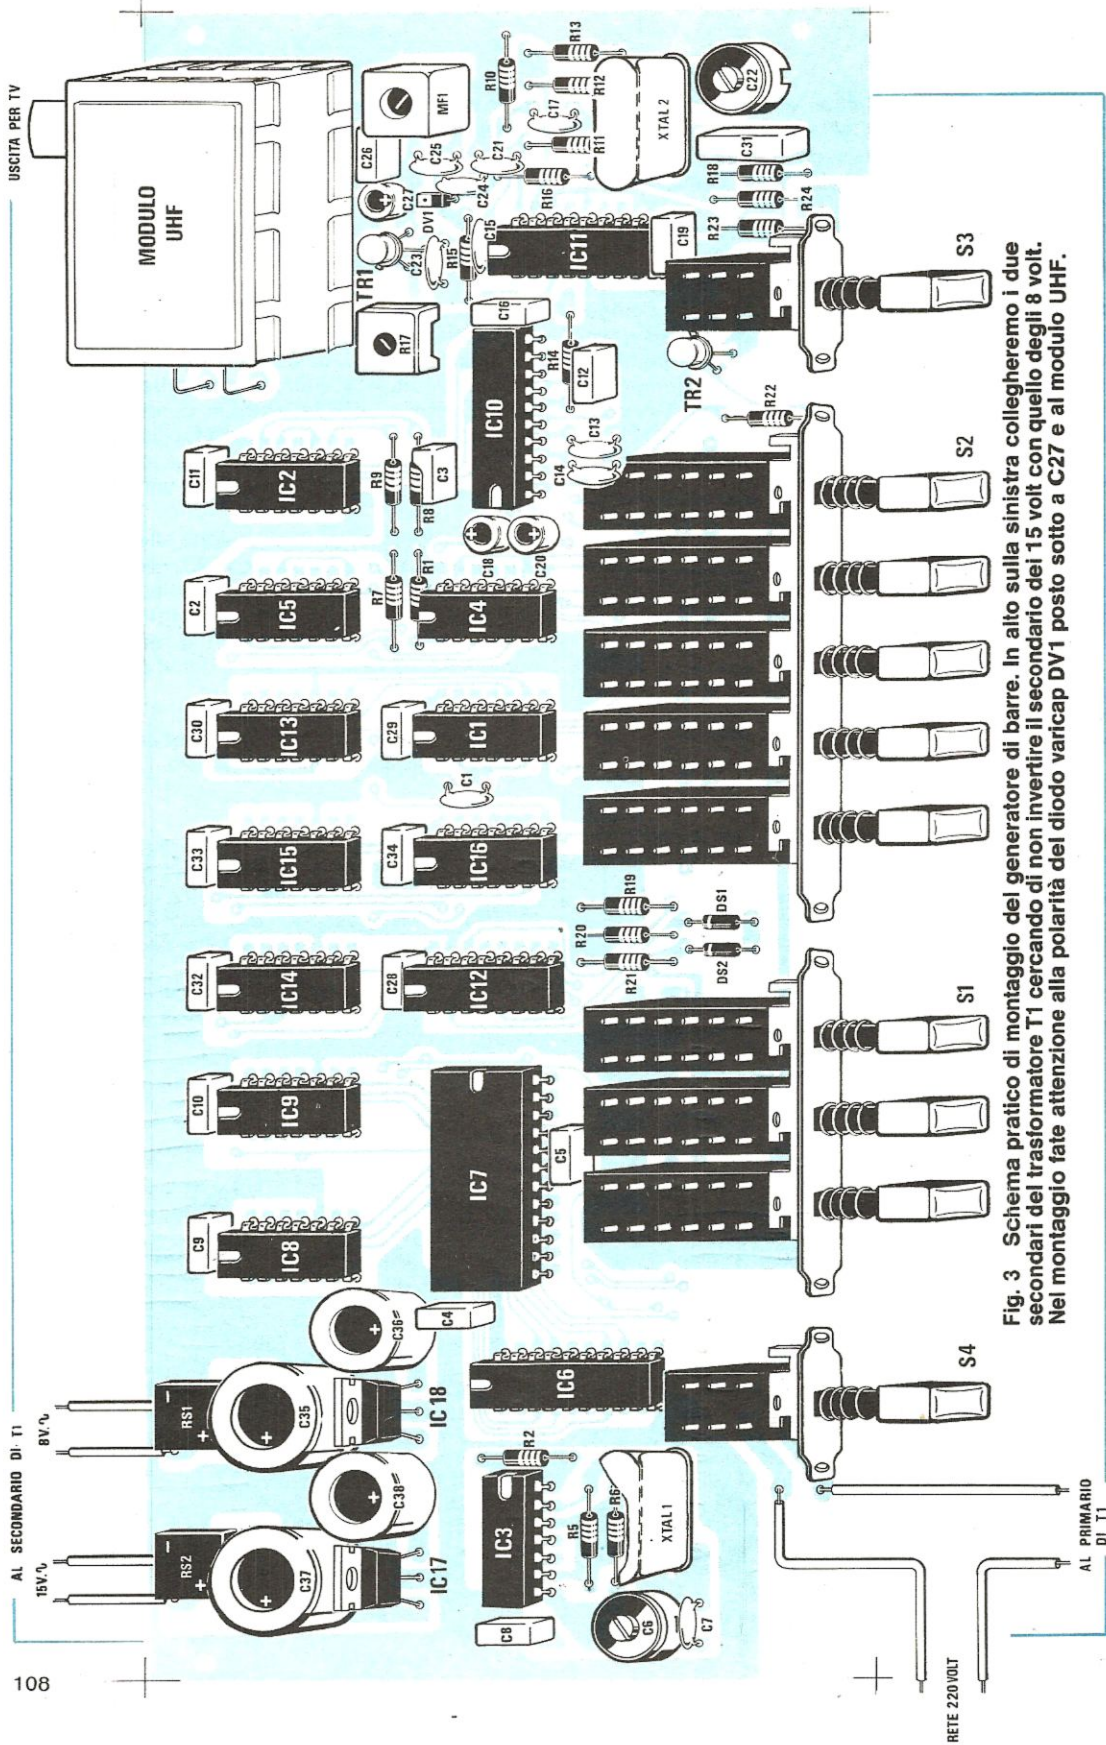 108
AL SECONDARIO DI T1
15V.
8V.
USCITA PER TV
MODULO
UHF
RS2
RS1
C37
C35
C38
C36
IC17
IC18
C9
C10
C32
C33
C30
C2
C11
IC8
IC9
IC14
IC15
IC13
IC5
IC2
C26
MF1
R17
TR1
C27
DV1
C25
C24
C21
C23
R15
C15
R10
R13
R12
C17
R11
R16
C4
C28
C34
C29
C1
R7
R1
R9
R8
C3
IC7
IC12
IC16
IC1
IC4
C18
C20
IC10
C16
IC11
C19
R14
C12
C13
C14
XTAL 2
C22
C31
R18
R24
R23
C8
IC3
R2
IC6
C5
R5
R6
XTAL 1
C6
C7
R21
R20
R19
DS2
DS1
TR2
R22
S4
S1
S2
S3
RETE 220 VOLT
AL PRIMARIO
DI T1
Fig. 3 Schema pratico di montaggio del generatore di barre. In alto sulla sinistra collegheremo i due
secondari del trasformatore T1 cercando di non invertire il secondario dei 15 volt con quello degli 8 volt.
Nel montaggio fate attenzione alla polarità del diodo varicap DV1 posto sotto a C27 e al modulo UHF.